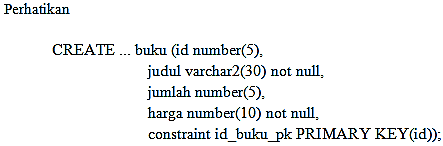 Perhatikan
CREATE ... buku (id number(5),
judul varchar2(30) not null,
jumlah number(5),
harga number(10) not null,
constraint id_buku_pk PRIMARY KEY(id));